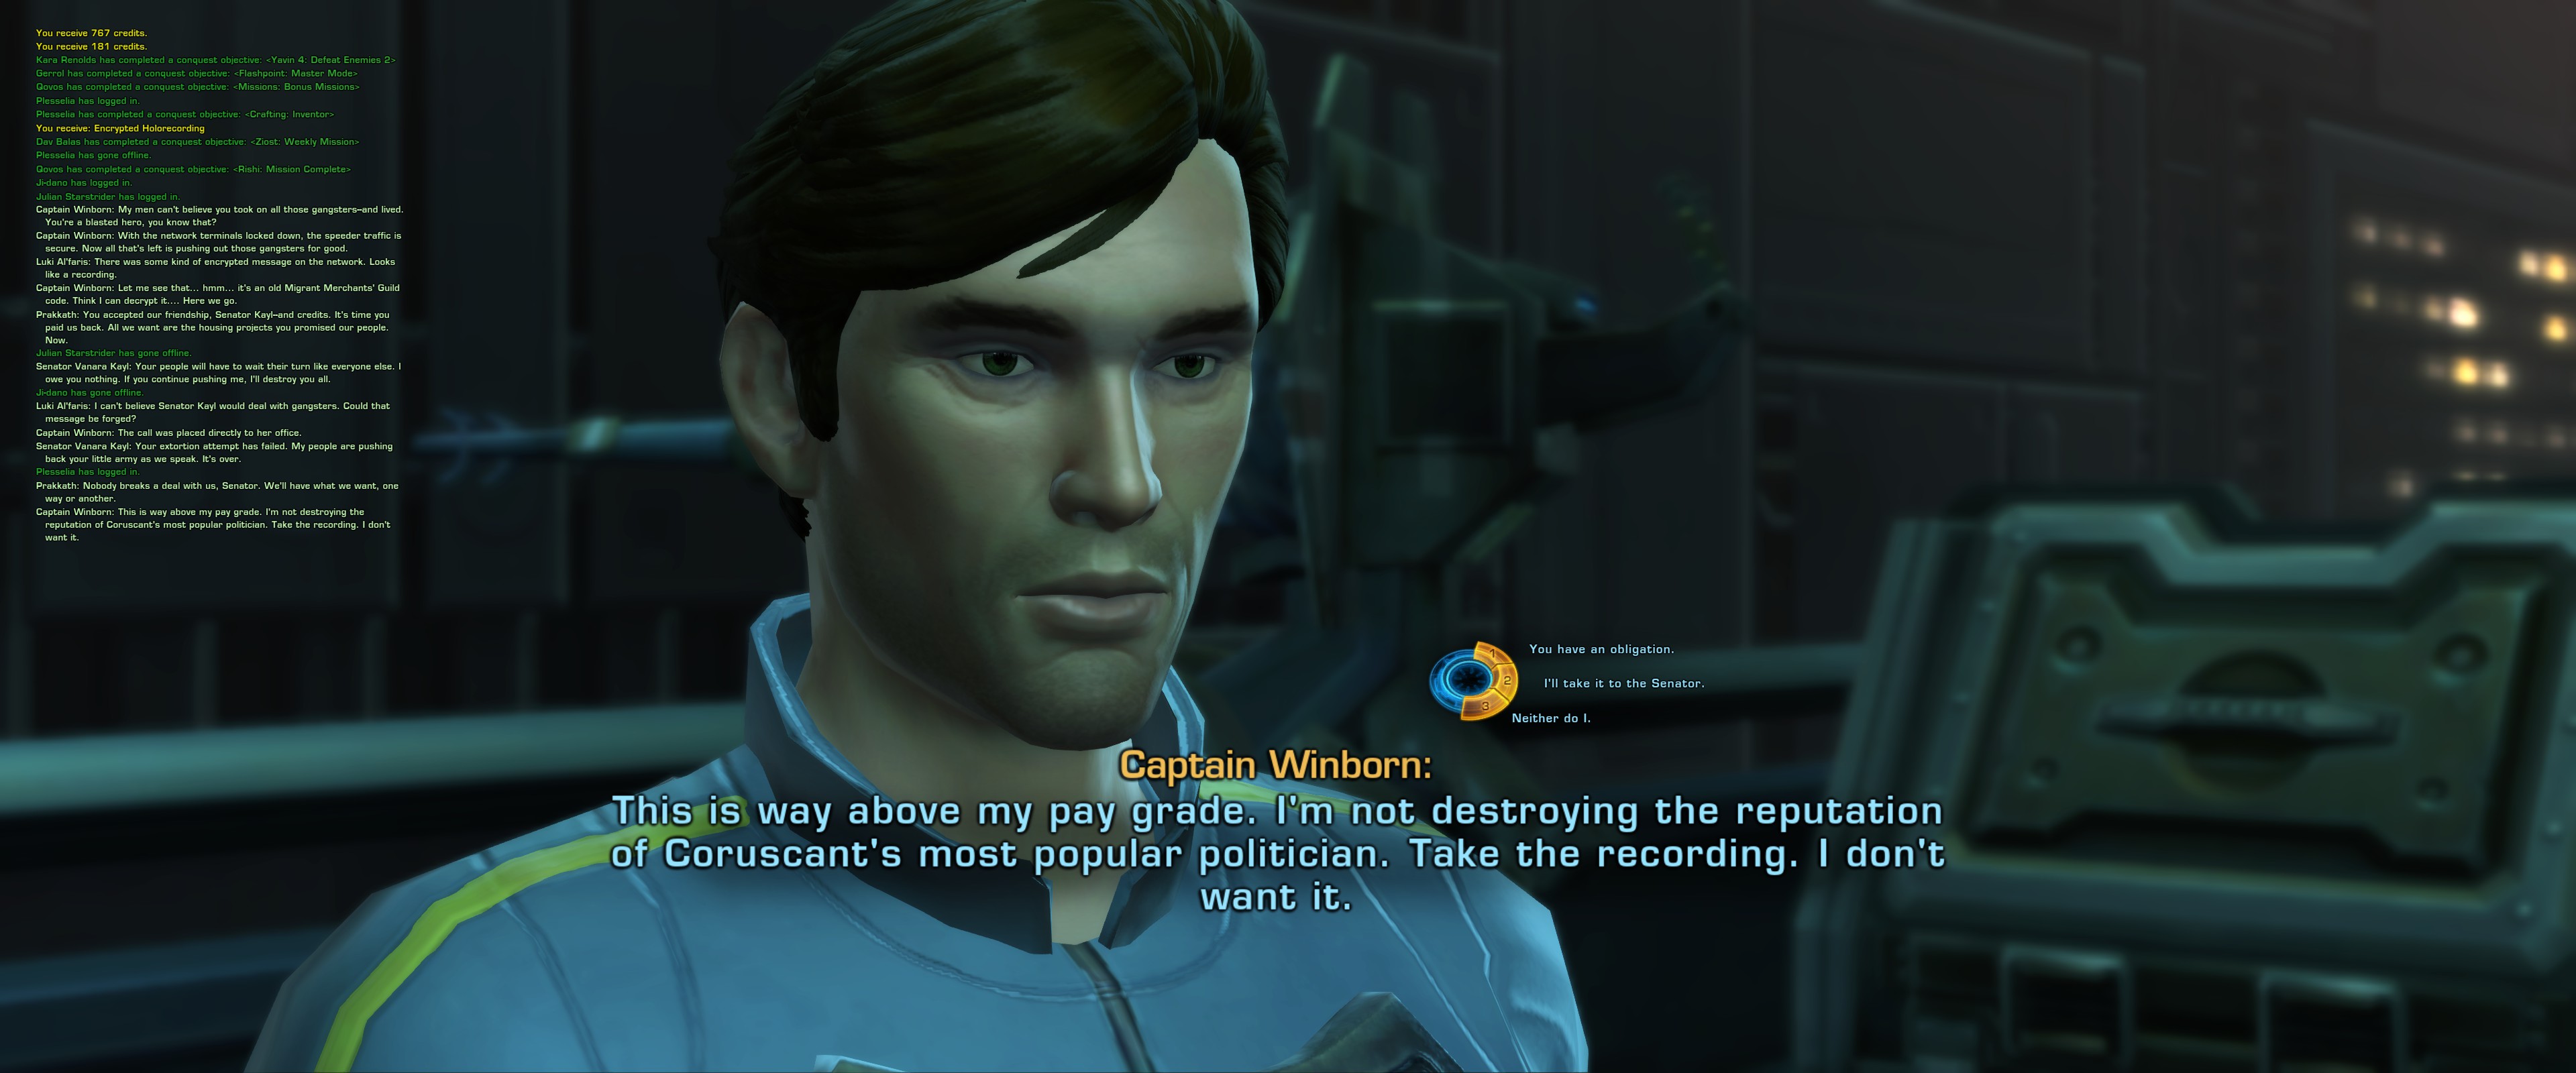 You receive 767 credits.
You receive 181 credits.
Kara Renolds has completed a conquest objective: <Yavin 4: Defeat Enemies 2>
Gerrol has completed a conquest objective: <Flashpoint: Master Mode>
Qovos has completed a conquest objective: <Missions: Bonus Missions>
Plesselia has logged in.
Plesselia has completed a conquest objective: <Crafting: Inventor>
You receive: Encrypted Holorecording
Dav Balas has completed a conquest objective: <Ziost: Weekly Mission>
Plesselia has gone offline.
Qovos has completed a conquest objective: <Rishi: Mission Complete>
Ji-dano has logged in.
Julian Starstrider has logged in.
Captain Winborn: My men can't believe you took on all those gangsters—and lived.
You're a blasted hero, you know that?
Captain Winborn: With the network terminals locked down, the speeder traffic is
secure. Now all that's left is pushing out those gangsters for good.
Luki Al'faris: There was some kind of encrypted message on the network. Looks
like a recording.
Captain Winborn: Let me see that... hmm... it's an old Migrant Merchants' Guild
code. Think I can decrypt it.... Here we go.
Prakkath: You accepted our friendship, Senator Kayl—and credits. It's time you
paid us back. All we want are the housing projects you promised our people.
Now.
Julian Starstrider has gone offline.
Senator Vanara Kayl: Your people will have to wait their turn like everyone else. I
owe you nothing. If you continue pushing me, I'll destroy you all.
Ji-dano has gone offline.
Luki Al'faris: I can't believe Senator Kayl would deal with gangsters. Could that
message be forged?
Captain Winborn: The call was placed directly to her office.
Senator Vanara Kayl: Your extortion attempt has failed. My people are pushing
back your little army as we speak. It's over.
Plesselia has logged in.
Prakkath: Nobody breaks a deal with us, Senator. We'll have what we want, one
way or another.
Captain Winborn: This is way above my pay grade. I'm not destroying the
reputation of Coruscant's most popular politician. Take the recording. I don't
want it.
1 You have an obligation.
2 I'll take it to the Senator.
3 Neither do I.
Captain Winborn:
This is way above my pay grade. I'm not destroying the reputation
of Coruscant's most popular politician. Take the recording. I don't
want it.